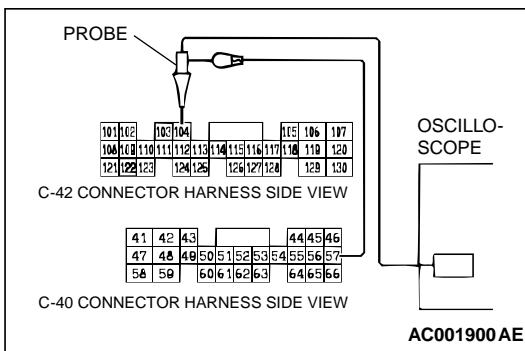 PROBE
OSCILLO-
SCOPE
101 102 103 104 105 106 107
108 109 110 111 112 113 114 115 116 117 118 119 120
121 122 123 124 125 126 127 128 129 130
C-42 CONNECTOR HARNESS SIDE VIEW
41 42 43 44 45 46
47 48 49 50 51 52 53 54 55 56 57
58 59 60 61 62 63 64 65 66
C-40 CONNECTOR HARNESS SIDE VIEW
AC001900 AE